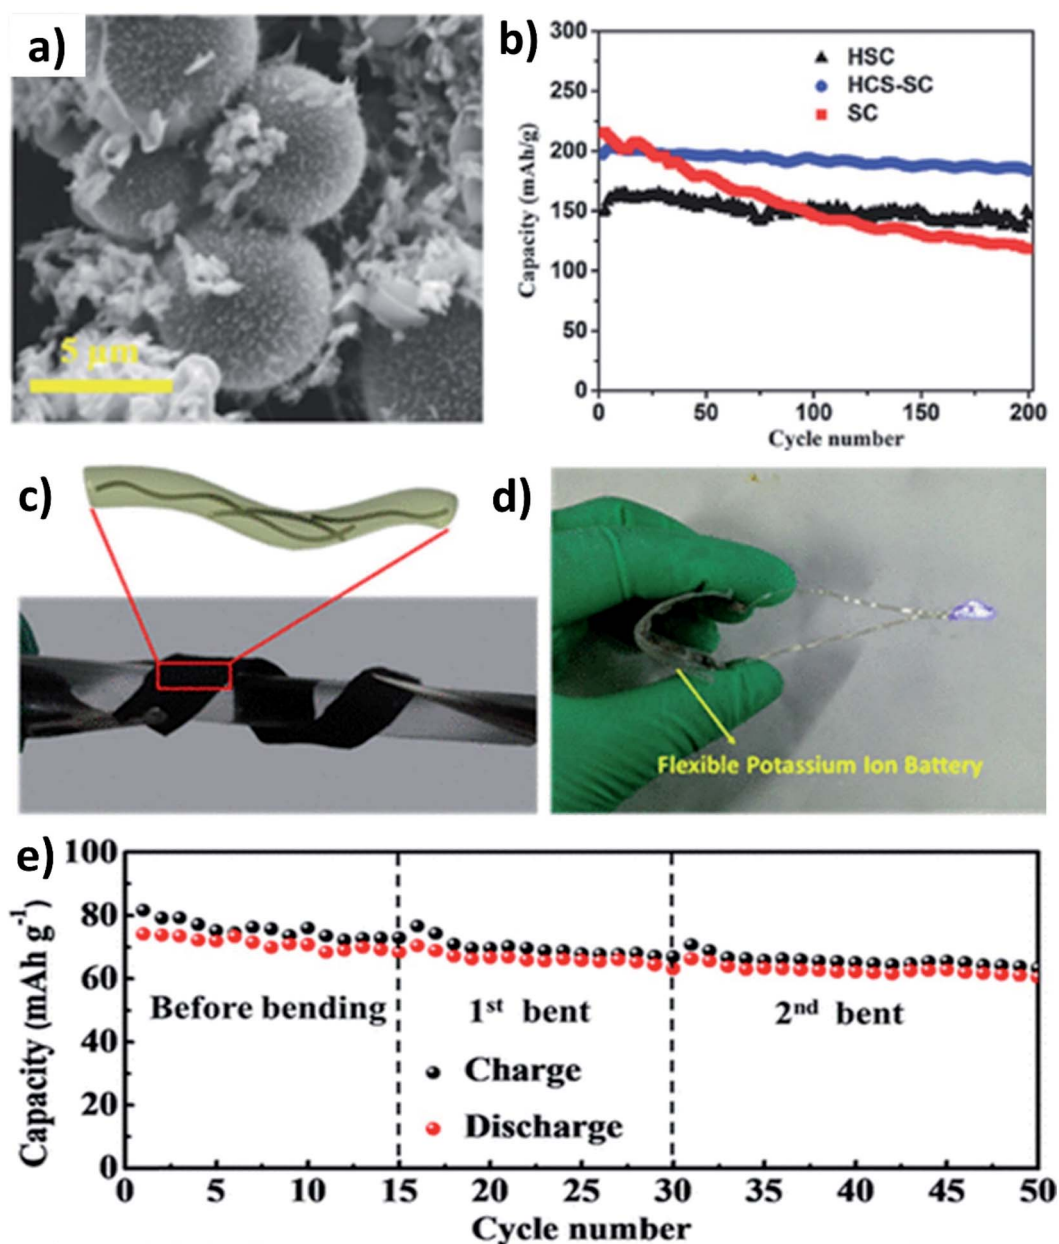 a)
5 µm
b)
300
250
200
150
100
50
0
Capacity (mAh/g)
HSC
HCS-SC
SC
0 50 100 150 200
Cycle number
c)
d)
Flexible Potassium Ion Battery
e)
100
80
60
40
20
0
Capacity (mAh g⁻¹)
Before bending
1ˢᵗ bent
2ⁿᵈ bent
Charge
Discharge
0 5 10 15 20 25 30 35 40 45 50
Cycle number